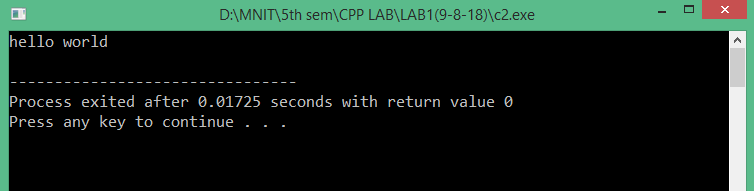 D:\MNIT\5th sem\CPP LAB\LAB1(9-8-18)\c2.exe
hello world
--------------------------------
Process exited after 0.01725 seconds with return value 0
Press any key to continue . . .